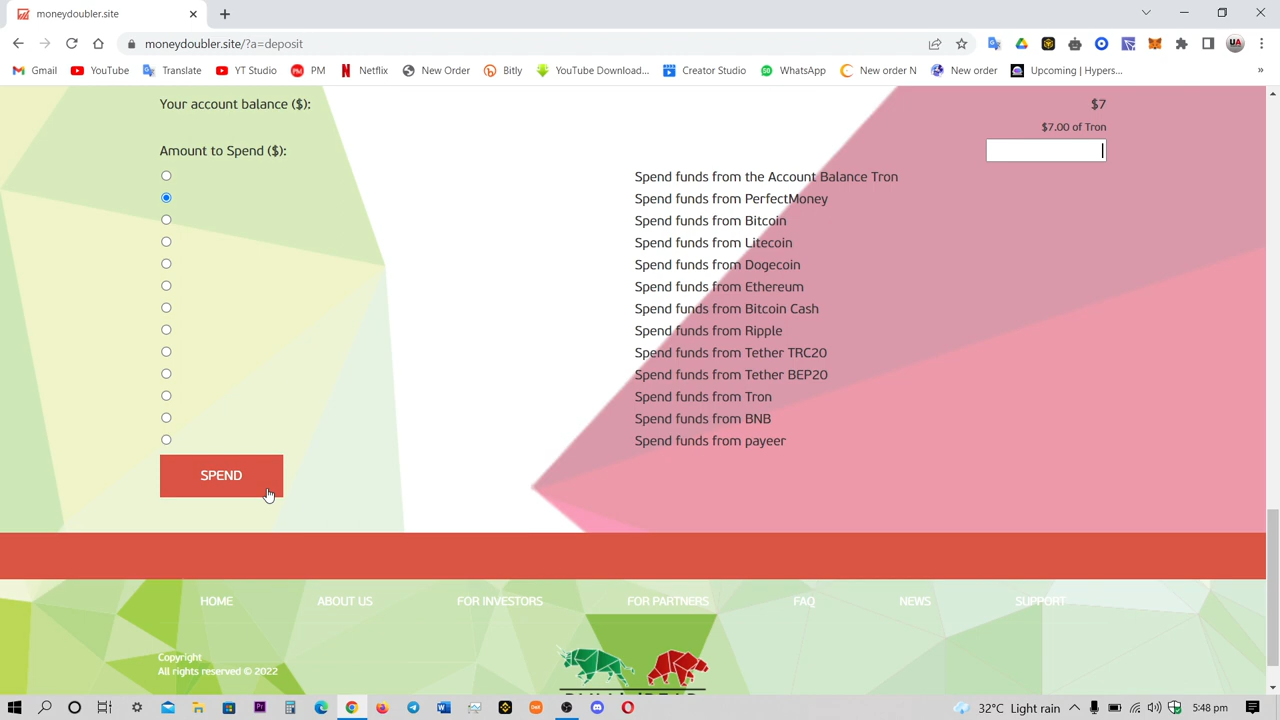 moneydoubler.site
moneydoubler.site/?a=deposit
UA
Gmail YouTube Translate YT Studio PM PM Netflix New Order Bitly YouTube Download... Creator Studio WhatsApp New order N New order Upcoming | Hypers...
Your account balance ($): $7
$7.00 of Tron
Amount to Spend ($):
Spend funds from the Account Balance Tron
Spend funds from PerfectMoney
Spend funds from Bitcoin
Spend funds from Litecoin
Spend funds from Dogecoin
Spend funds from Ethereum
Spend funds from Bitcoin Cash
Spend funds from Ripple
Spend funds from Tether TRC20
Spend funds from Tether BEP20
Spend funds from Tron
Spend funds from BNB
Spend funds from payeer
SPEND
HOME ABOUT US FOR INVESTORS FOR PARTNERS FAQ NEWS SUPPORT
Copyright
All rights reserved © 2022
32°C Light rain 5:48 pm